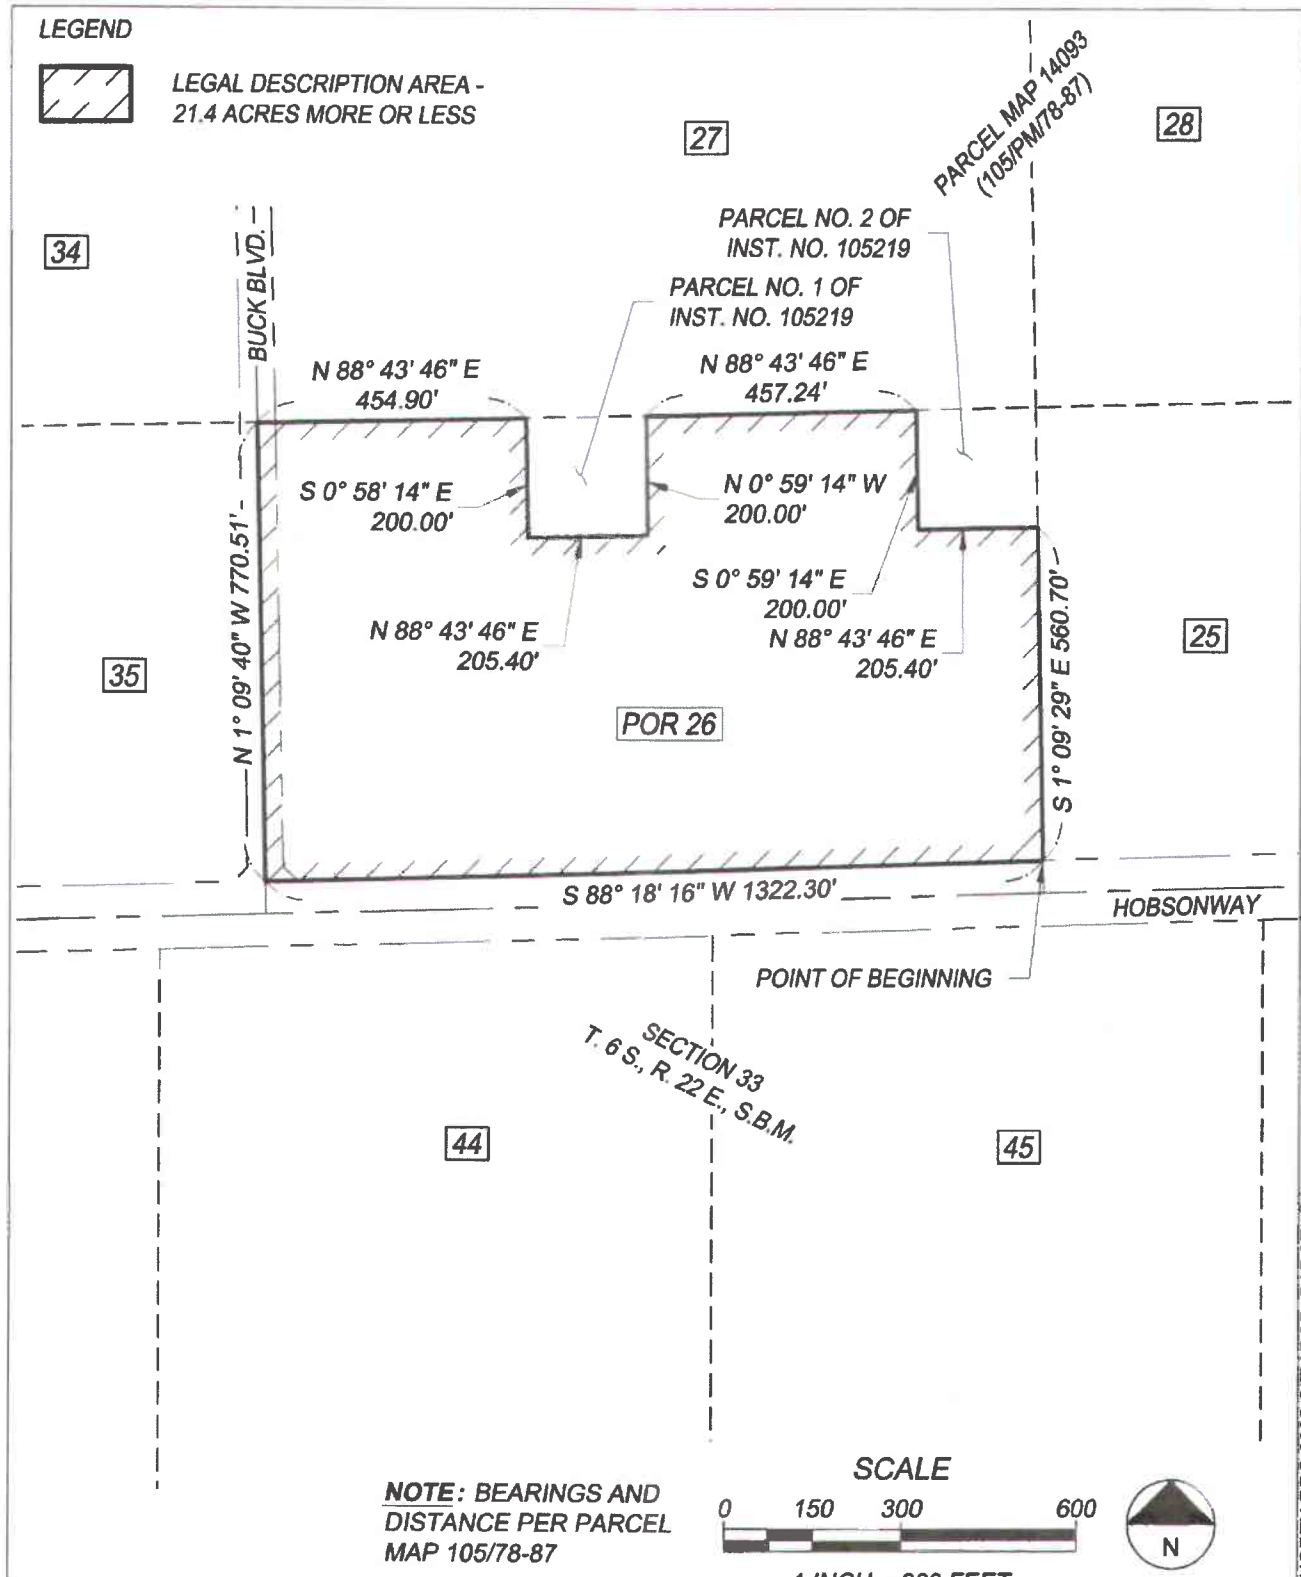 LEGEND
LEGAL DESCRIPTION AREA -
21.4 ACRES MORE OR LESS
27
PARCEL MAP 14093
(105/PM/78-87)
28
34
BUCK BLVD.
PARCEL NO. 2 OF
INST. NO. 105219
PARCEL NO. 1 OF
INST. NO. 105219
N 88° 43' 46" E
454.90'
N 88° 43' 46" E
457.24'
S 0° 58' 14" E
200.00'
N 0° 59' 14" W
200.00'
S 0° 59' 14" E
200.00'
N 88° 43' 46" E
205.40'
N 88° 43' 46" E
205.40'
N 1° 09' 40" W 770.51'
S 1° 09' 29" E 560.70'
25
35
POR 26
S 88° 18' 16" W 1322.30'
HOBSONWAY
POINT OF BEGINNING
SECTION 33
T. 6 S., R. 22 E., S.B.M.
44
45
NOTE: BEARINGS AND
DISTANCE PER PARCEL
MAP 105/78-87
SCALE
0 150 300 600
N